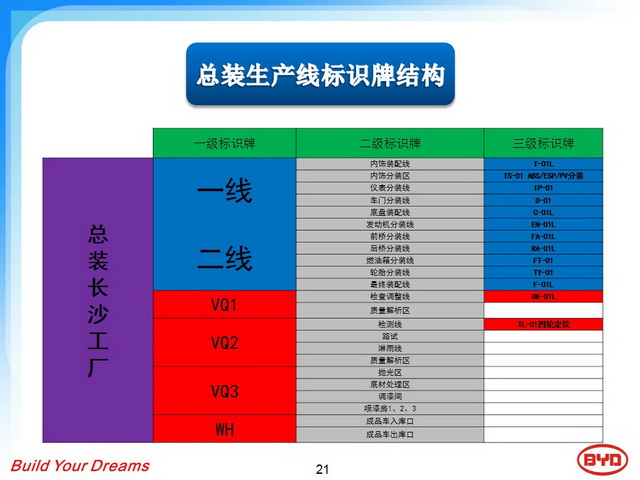 总装生产线标识牌结构
一级标识牌 二级标识牌 三级标识牌
总装长沙工厂
一线
二线
内饰装配线 T-01L
内饰分装区 TS-01 ABS/ESP/PV分装
仪表分装线 IP-01
车门分装线 D-01
底盘装配线 C-01L
发动机分装线 EN-01L
前桥分装线 FA-01L
后桥分装线 RA-01L
燃油箱分装线 FT-01
轮胎分装线 TY-01
最终装配线 F-01L
VQ1
检查调整线 OK-01L
质量解析区
VQ2
检测线 TL-01四轮定位
路试
淋雨线
质量解析区
VQ3
抛光区
底材处理区
调漆间
喷漆房1、2、3
WH
成品车入库口
成品车出库口
Build Your Dreams 21 BYD